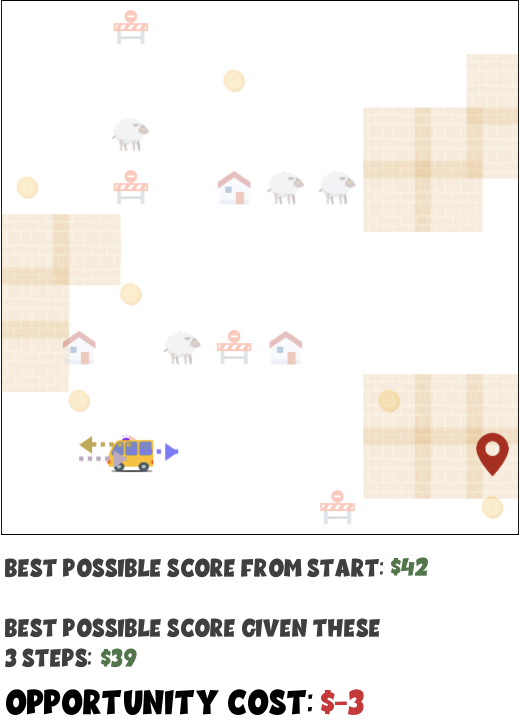 BEST POSSIBLE SCORE FROM START: $42
BEST POSSIBLE SCORE GIVEN THESE
3 STEPS: $39
OPPORTUNITY COST: $-3